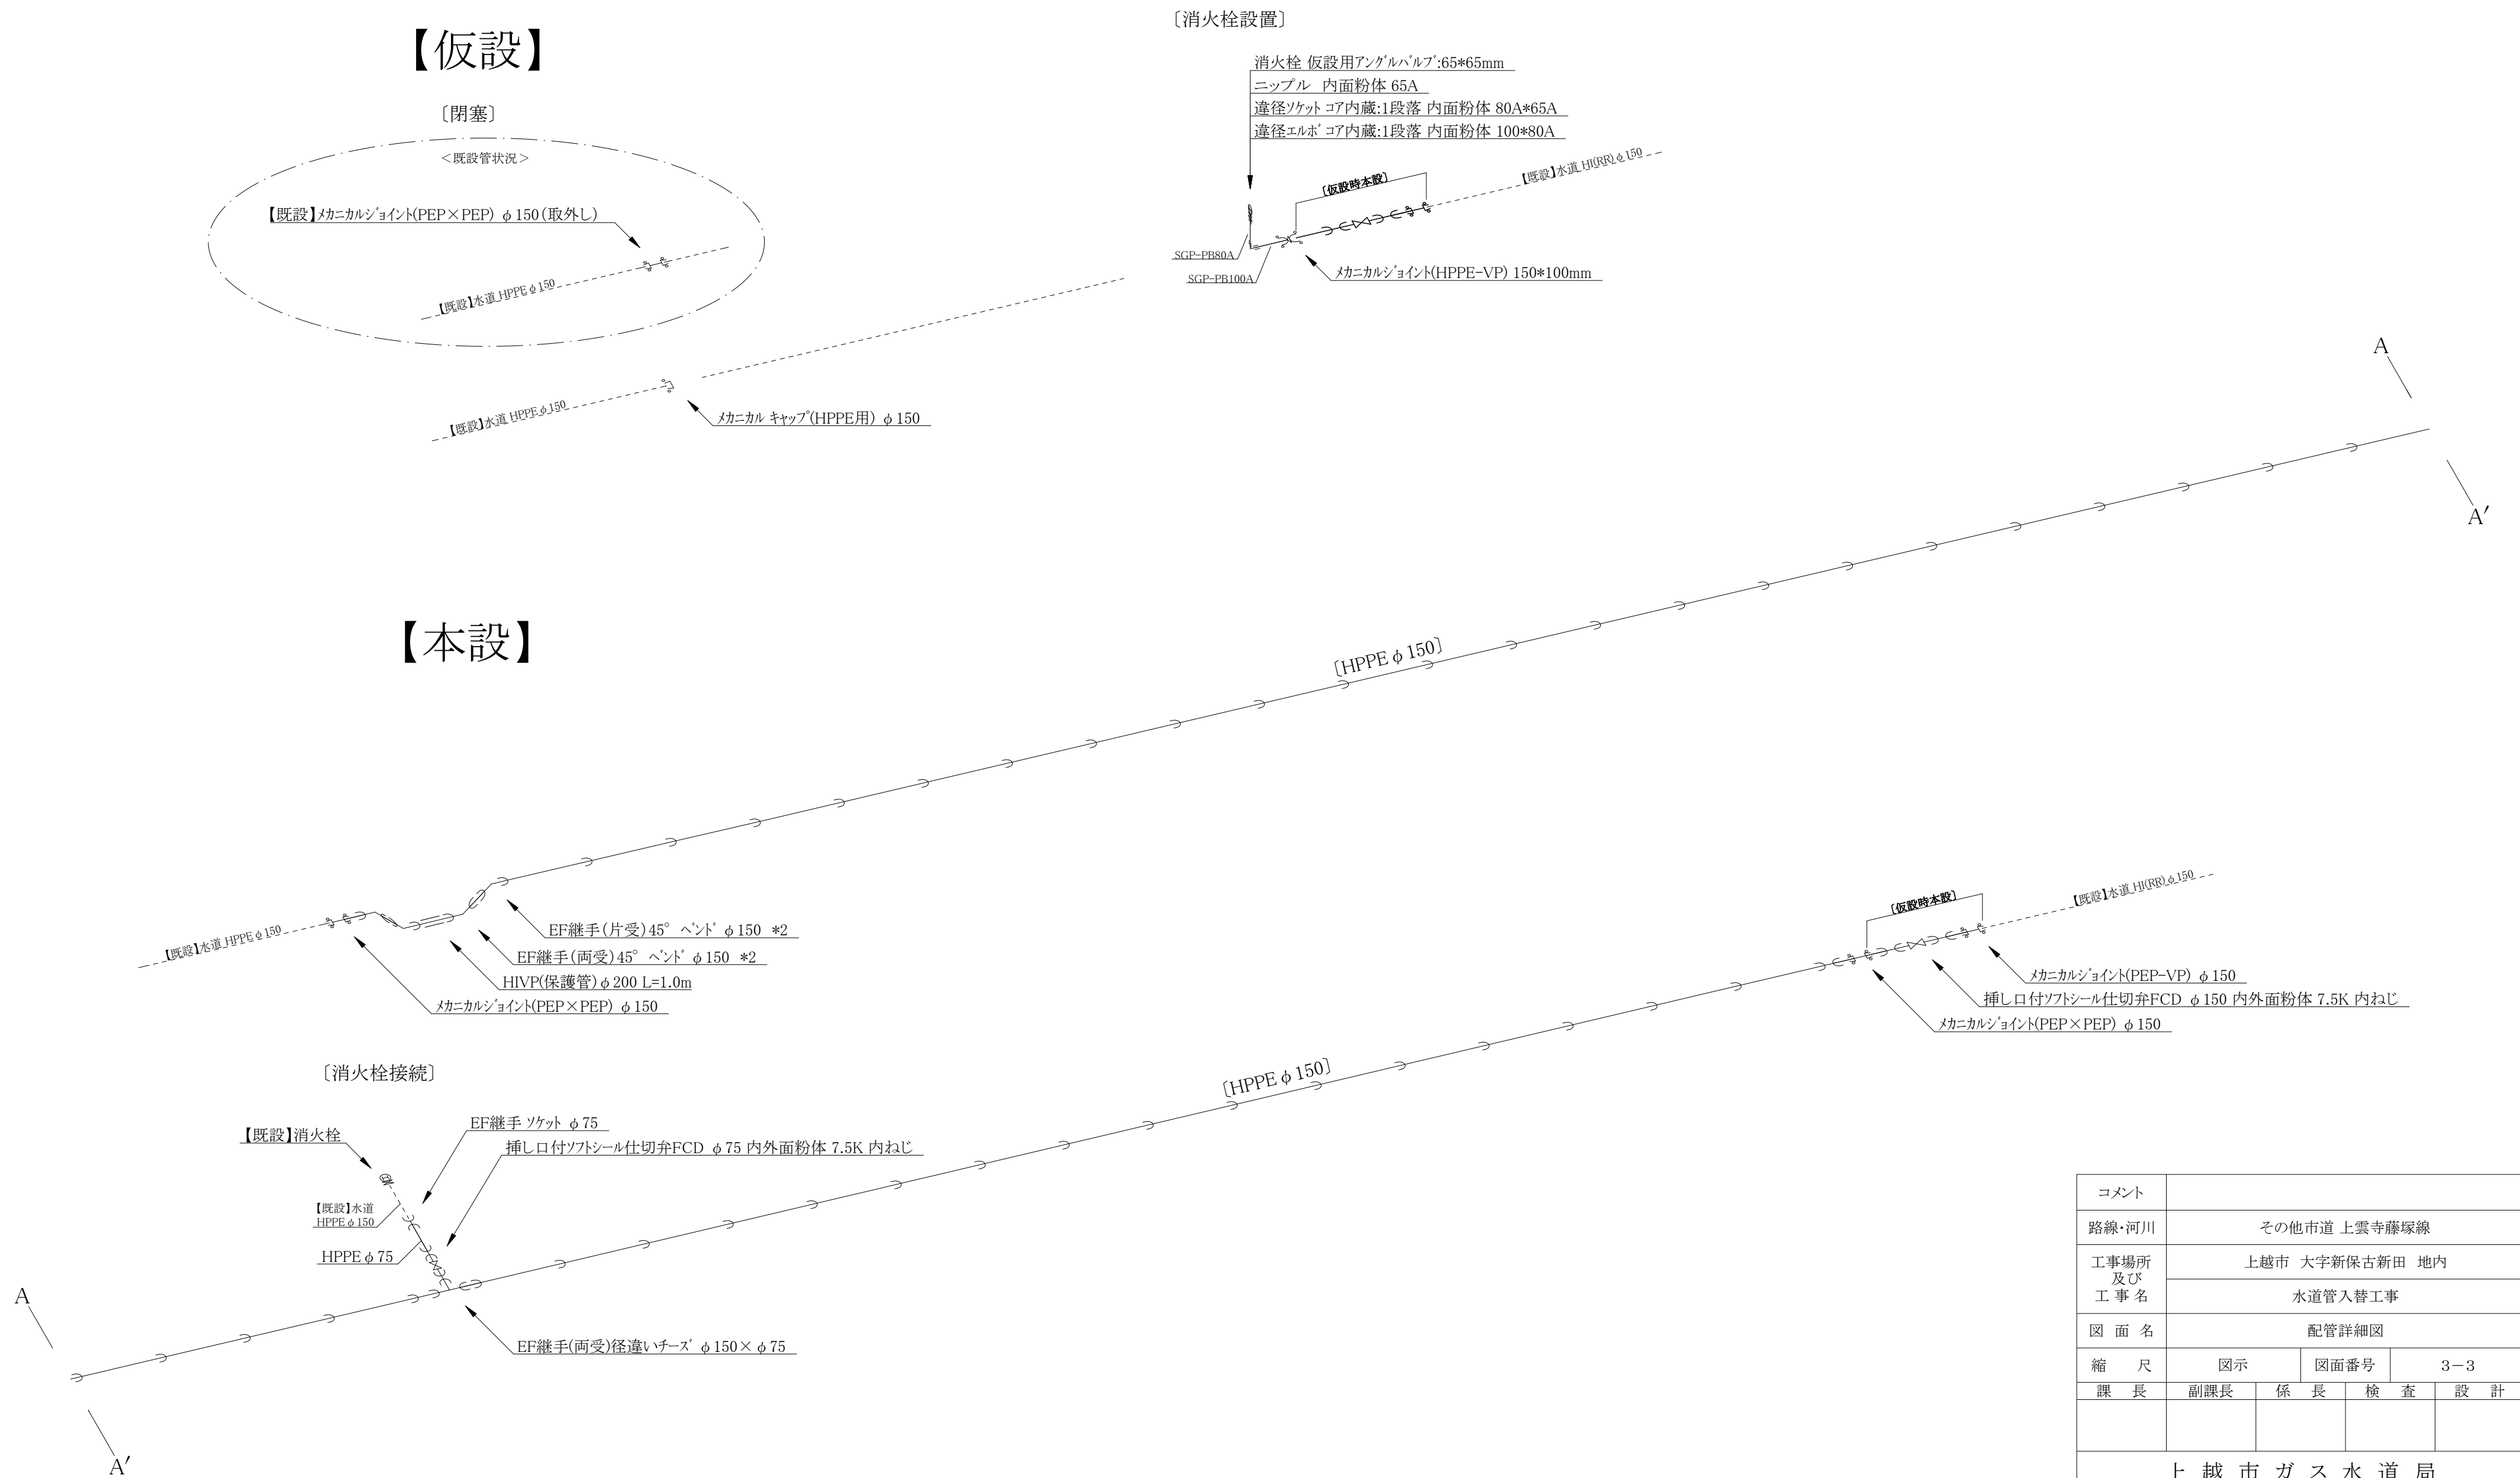 【仮設】
〔閉塞〕
＜既設管状況＞
【既設】メカニカルジョイント(PEP×PEP) φ150(取外し)
【既設】水道 HPPEφ150
【既設】水道 HPPEφ150
メカニカル キャップ(HPPE用) φ150
〔消火栓設置〕
消火栓 仮設用アングルバルブ:65*65mm
ニップル 内面粉体 65A
違径ソケット コア内蔵:1段落 内面粉体 80A*65A
違径エルボ コア内蔵:1段落 内面粉体 100*80A
〔仮設時本設〕
【既設】水道 HI(RR)φ150
SGP-PB80A
SGP-PB100A
メカニカルジョイント(HPPE-VP) 150*100mm
A
A′
【本設】
〔HPPEφ150〕
【既設】水道 HPPEφ150
EF継手(片受)45° ベンド φ150 *2
EF継手(両受)45° ベンド φ150 *2
HIVP(保護管)φ200 L=1.0m
メカニカルジョイント(PEP×PEP) φ150
〔仮設時本設〕
【既設】水道 HI(RR)φ150
メカニカルジョイント(PEP-VP) φ150
挿し口付ソフトシール仕切弁FCD φ150 内外面粉体 7.5K 内ねじ
メカニカルジョイント(PEP×PEP) φ150
〔HPPEφ150〕
〔消火栓接続〕
【既設】消火栓
EF継手 ソケット φ75
挿し口付ソフトシール仕切弁FCD φ75 内外面粉体 7.5K 内ねじ
【既設】水道
HPPEφ150
HPPEφ75
EF継手(両受)径違いチーズ φ150×φ75
A
A′
コメント
路線・河川 その他市道 上雲寺藤塚線
工事場所
及び
工 事 名
上越市 大字新保古新田 地内
水道管入替工事
図 面 名 配管詳細図
縮 尺 図示 図面番号 3－3
課 長 副課長 係 長 検 査 設 計
上 越 市 ガ ス 水 道 局